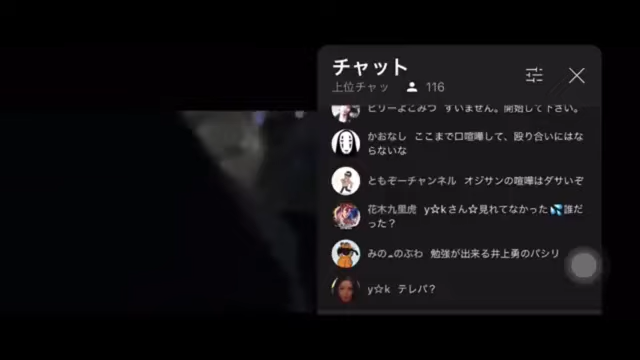 チャット
上位チャッ 116
ビリーよこみつ すいません。開始して下さい。
かおなし ここまで口喧嘩して、殴り合いにはな
らないな
ともぞーチャンネル オジサンの喧嘩はダサいぞ
花木九里虎 y☆kさん☆見れてなかった💦誰だ
った？
みの෴のぶわ 勉強が出来る井上勇のパシリ
y☆k テレパ？